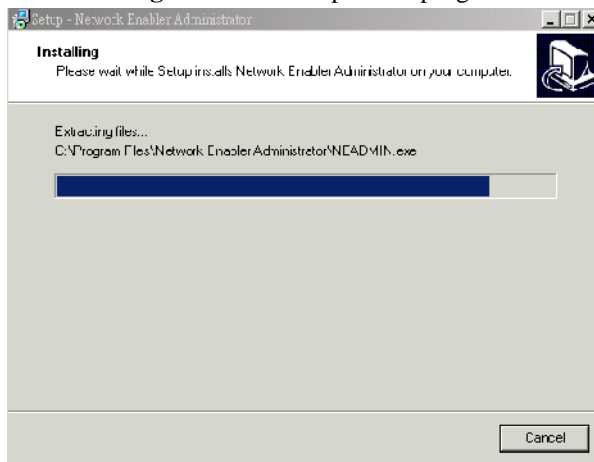 Setup - Network Enabler Administrator
Installing
Please wait while Setup installs Network Enabler Administrator on your computer.
Extracting files...
C:\Program Files\Network Enabler Administrator\NEADMIN.exe
Cancel